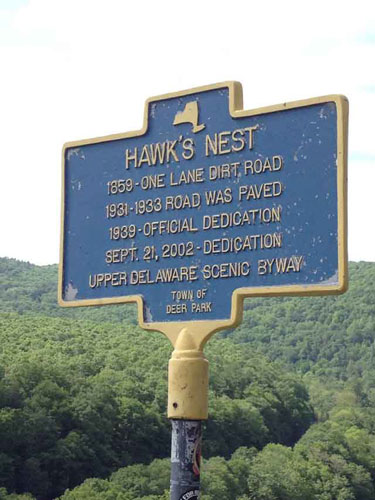 HAWK'S NEST
1859-ONE LANE DIRT ROAD
1931-1933 ROAD WAS PAVED
1939-OFFICIAL DEDICATION
SEPT. 21, 2002-DEDICATION
UPPER DELAWARE SCENIC BYWAY
TOWN OF
DEER PARK